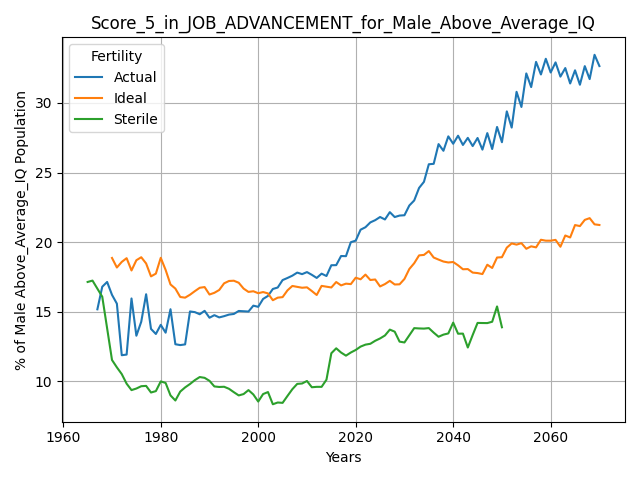 Score_5_in_JOB_ADVANCEMENT_for_Male_Above_Average_IQ
% of Male Above_Average_IQ Population
Fertility
Actual
Ideal
Sterile
30
25
20
15
10
1960 1980 2000 2020 2040 2060
Years